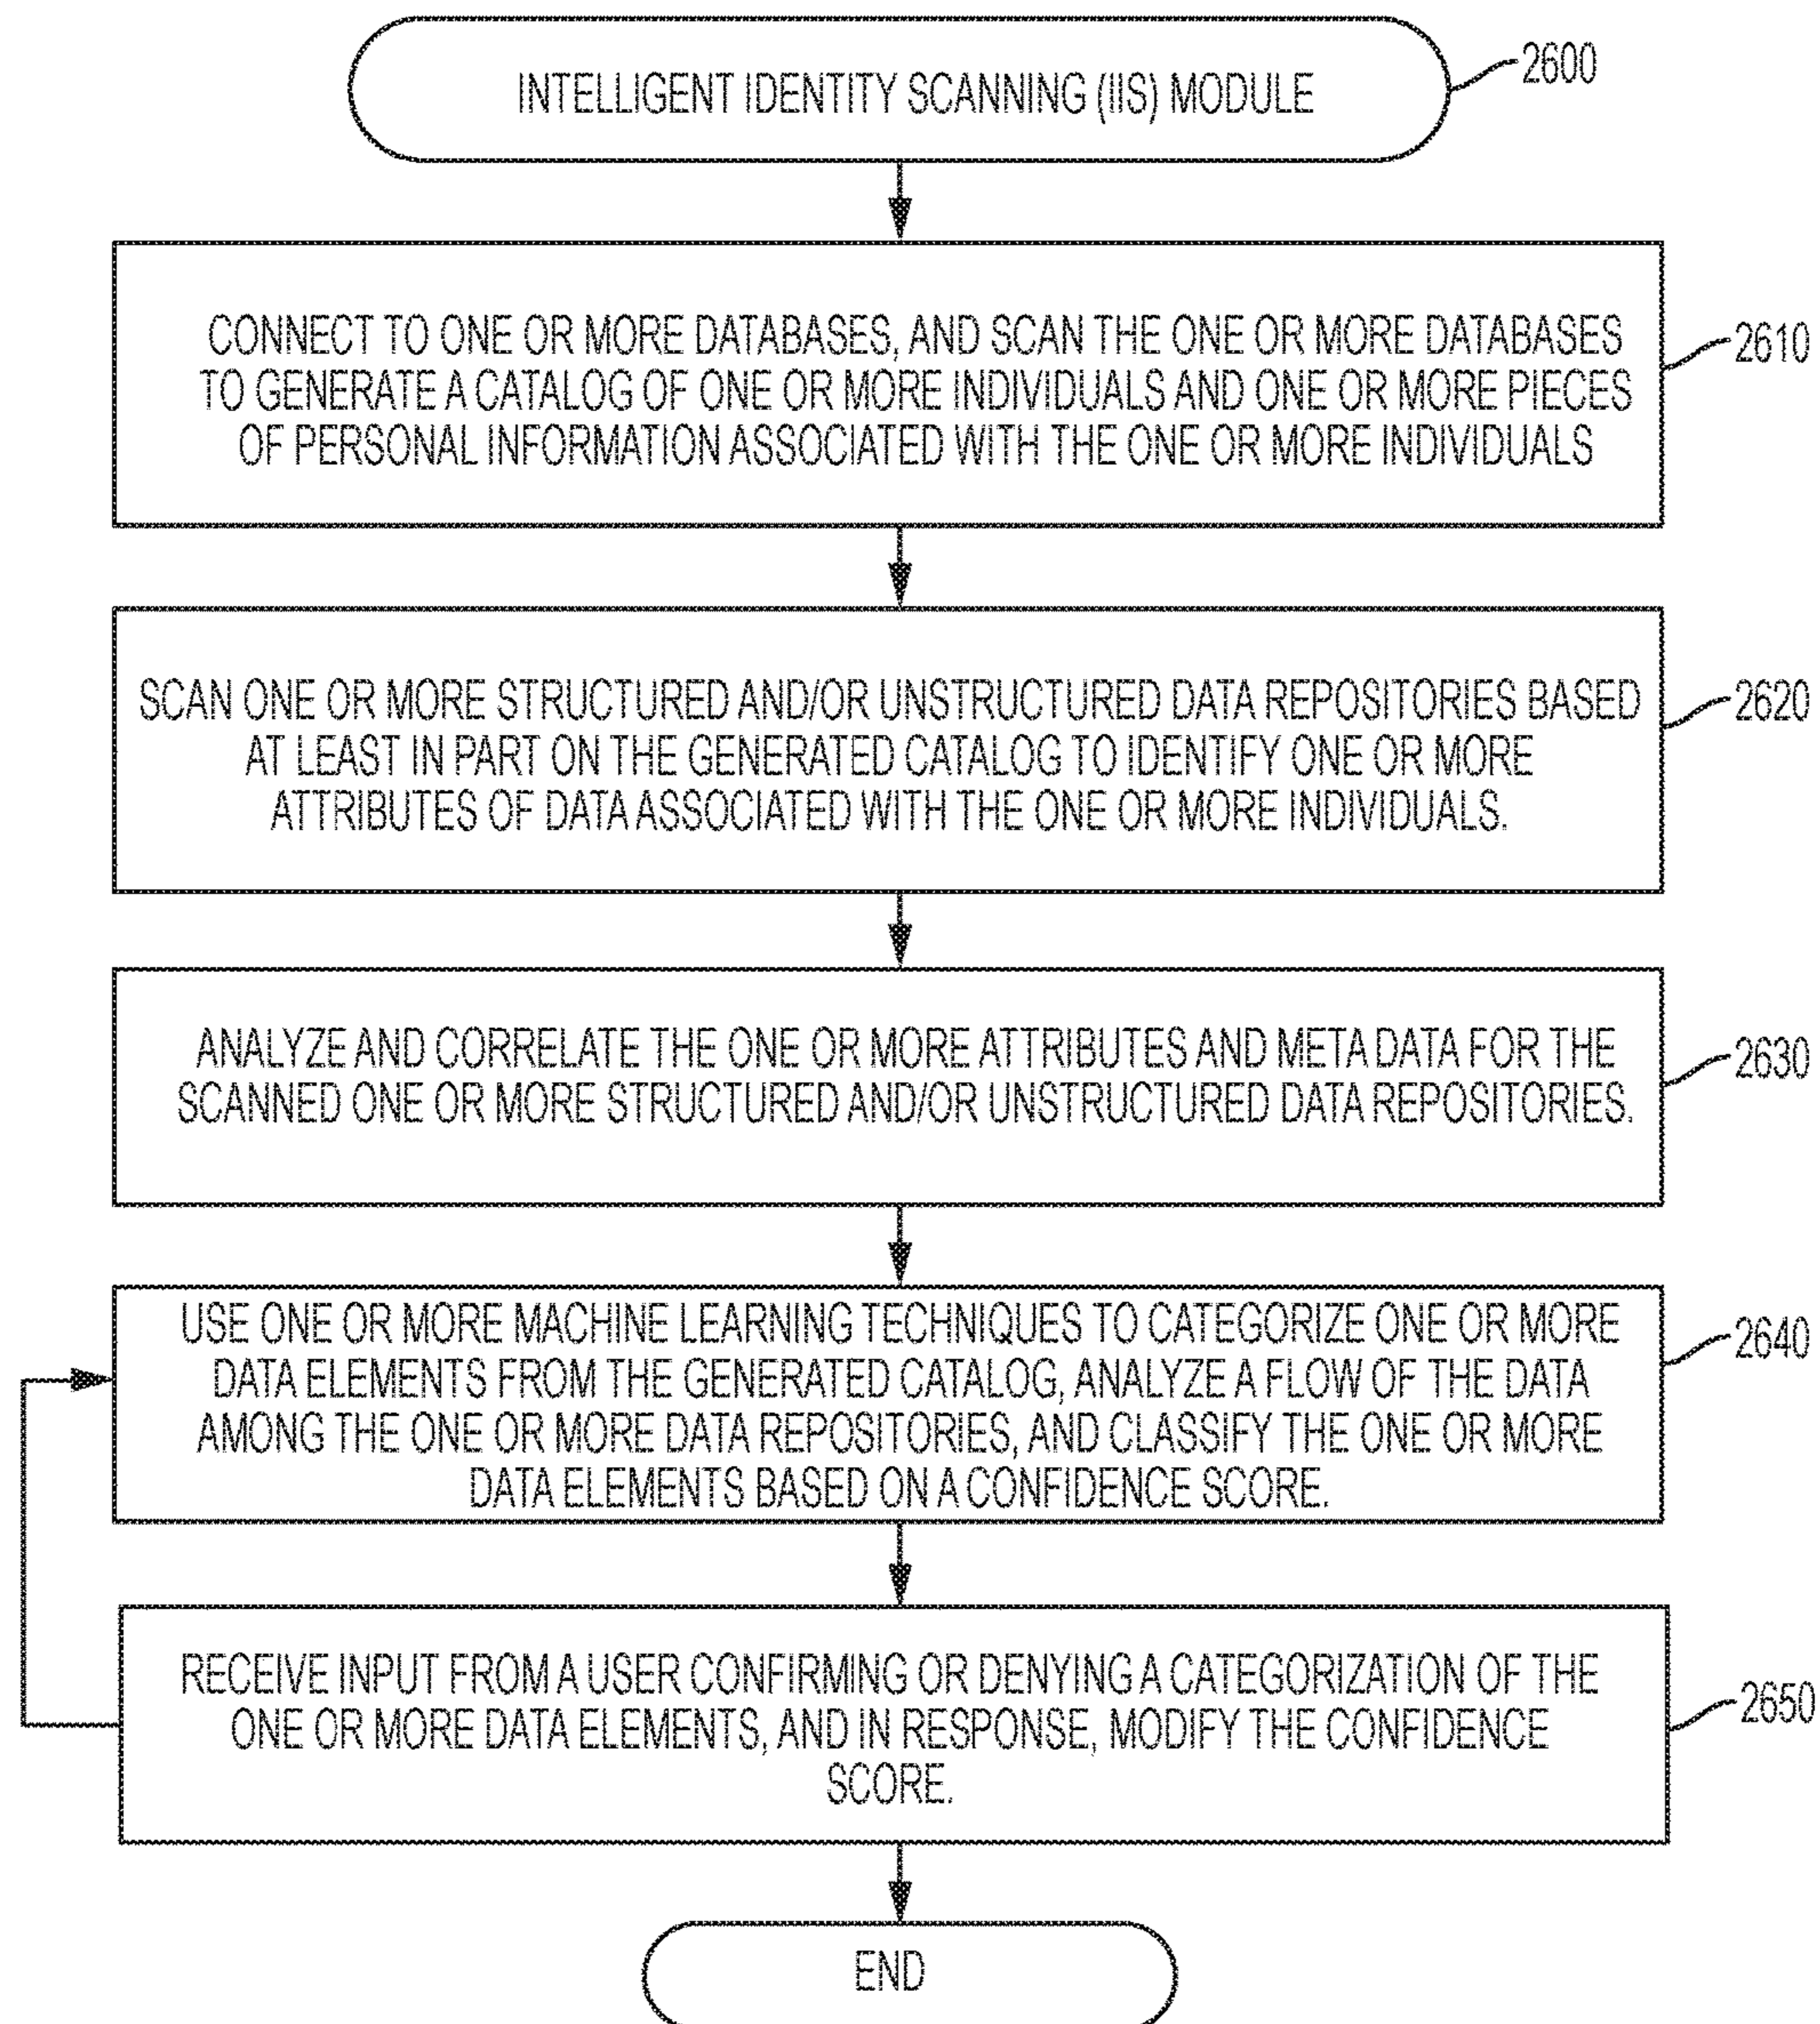 INTELLIGENT IDENTITY SCANNING (IIS) MODULE
2600
CONNECT TO ONE OR MORE DATABASES, AND SCAN THE ONE OR MORE DATABASES
TO GENERATE A CATALOG OF ONE OR MORE INDIVIDUALS AND ONE OR MORE PIECES
OF PERSONAL INFORMATION ASSOCIATED WITH THE ONE OR MORE INDIVIDUALS
2610
SCAN ONE OR MORE STRUCTURED AND/OR UNSTRUCTURED DATA REPOSITORIES BASED
AT LEAST IN PART ON THE GENERATED CATALOG TO IDENTIFY ONE OR MORE
ATTRIBUTES OF DATA ASSOCIATED WITH THE ONE OR MORE INDIVIDUALS.
2620
ANALYZE AND CORRELATE THE ONE OR MORE ATTRIBUTES AND META DATA FOR THE
SCANNED ONE OR MORE STRUCTURED AND/OR UNSTRUCTURED DATA REPOSITORIES.
2630
USE ONE OR MORE MACHINE LEARNING TECHNIQUES TO CATEGORIZE ONE OR MORE
DATA ELEMENTS FROM THE GENERATED CATALOG, ANALYZE A FLOW OF THE DATA
AMONG THE ONE OR MORE DATA REPOSITORIES, AND CLASSIFY THE ONE OR MORE
DATA ELEMENTS BASED ON A CONFIDENCE SCORE.
2640
RECEIVE INPUT FROM A USER CONFIRMING OR DENYING A CATEGORIZATION OF THE
ONE OR MORE DATA ELEMENTS, AND IN RESPONSE, MODIFY THE CONFIDENCE
SCORE.
2650
END